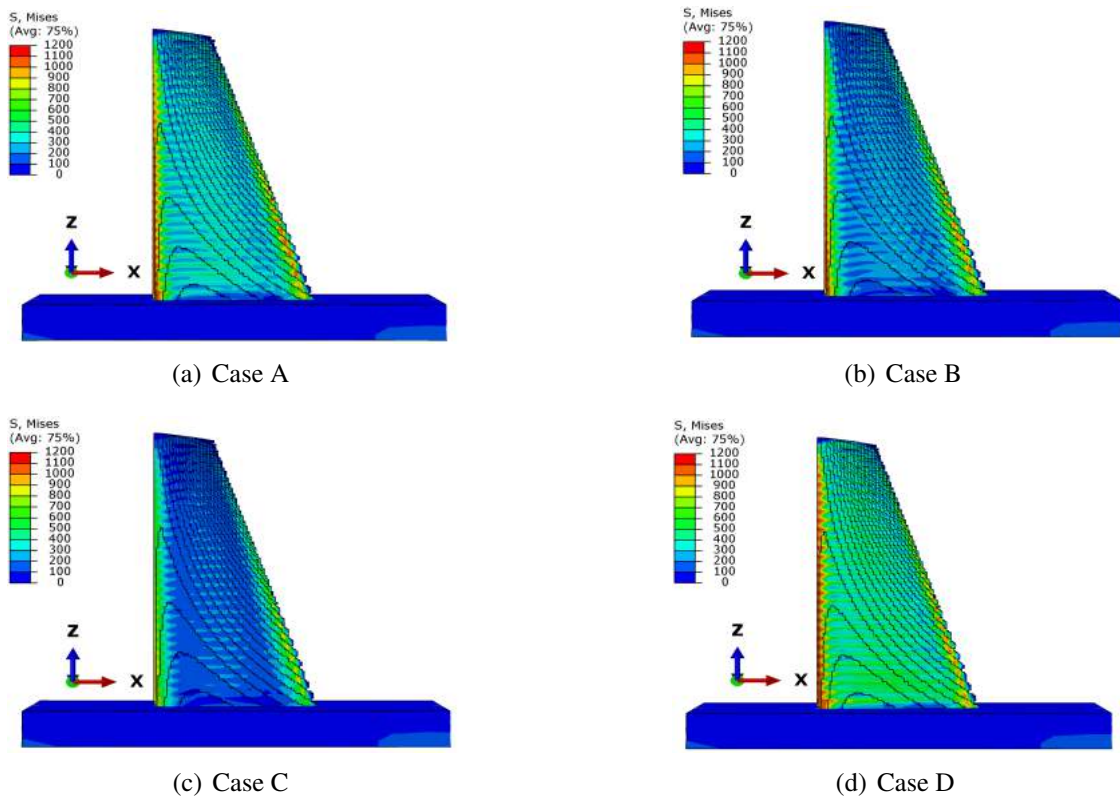 S, Mises
(Avg: 75%)
1200
1100
1000
900
800
700
600
500
400
300
200
100
0
Z
X
(a) Case A
S, Mises
(Avg: 75%)
1200
1100
1000
900
800
700
600
500
400
300
200
100
0
Z
X
(b) Case B
S, Mises
(Avg: 75%)
1200
1100
1000
900
800
700
600
500
400
300
200
100
0
Z
X
(c) Case C
S, Mises
(Avg: 75%)
1200
1100
1000
900
800
700
600
500
400
300
200
100
0
Z
X
(d) Case D